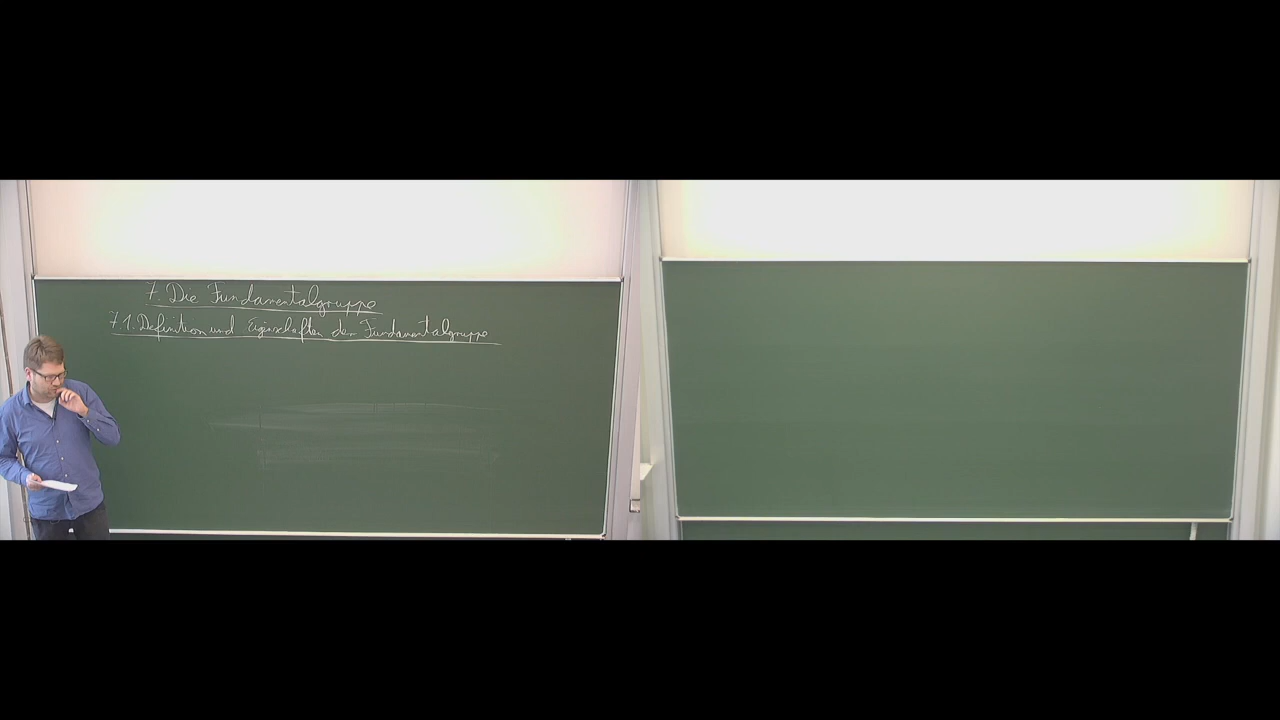 7. Die Fundamentalgruppe
7.1. Definition und Eigenschaften der Fundamentalgruppe